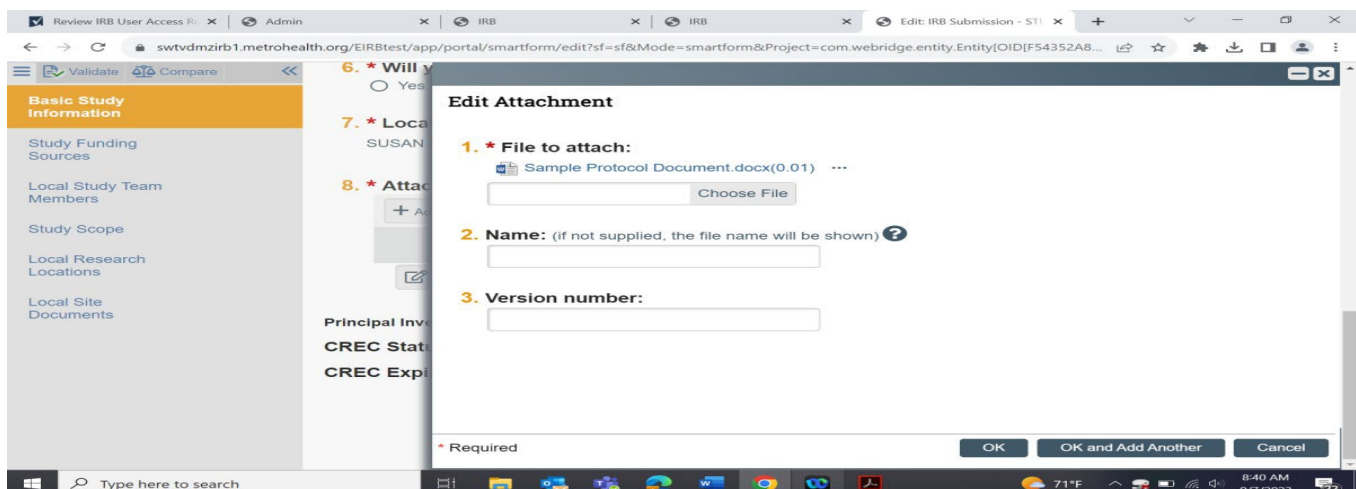 Review IRB User Access Re
Admin
IRB
IRB
Edit: IRB Submission - STU
swtvdmzirb1.metrohealth.org/EIRBtest/app/portal/smartform/edit?sf=sf&Mode=smartform&Project=com.webridge.entity.Entity[OID[F54352A8...
Validate Compare
Basic Study
Information
Study Funding
Sources
Local Study Team
Members
Study Scope
Local Research
Locations
Local Site
Documents
6. * Will y
Yes
7. * Loca
SUSAN
8. * Attac
+ Ad
Principal Inve
CREC Statu
CREC Expi
Edit Attachment
1. * File to attach:
Sample Protocol Document.docx(0.01) ...
Choose File
2. Name: (if not supplied, the file name will be shown) ?
3. Version number:
* Required
OK OK and Add Another Cancel
Type here to search
71°F
8:40 AM